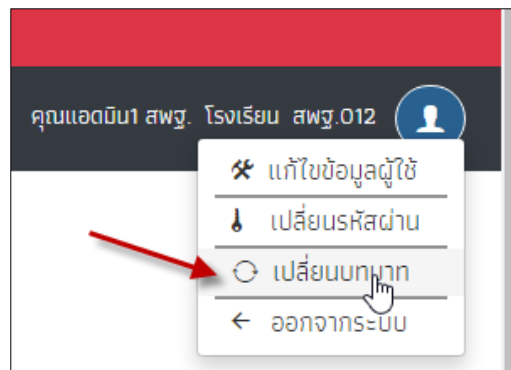 คุณแอดมิน1 สพฐ. โรงเรียน สพฐ.012
แก้ไขข้อมูลผู้ใช้
เปลี่ยนรหัสผ่าน
เปลี่ยนบทบาท
ออกจากระบบ